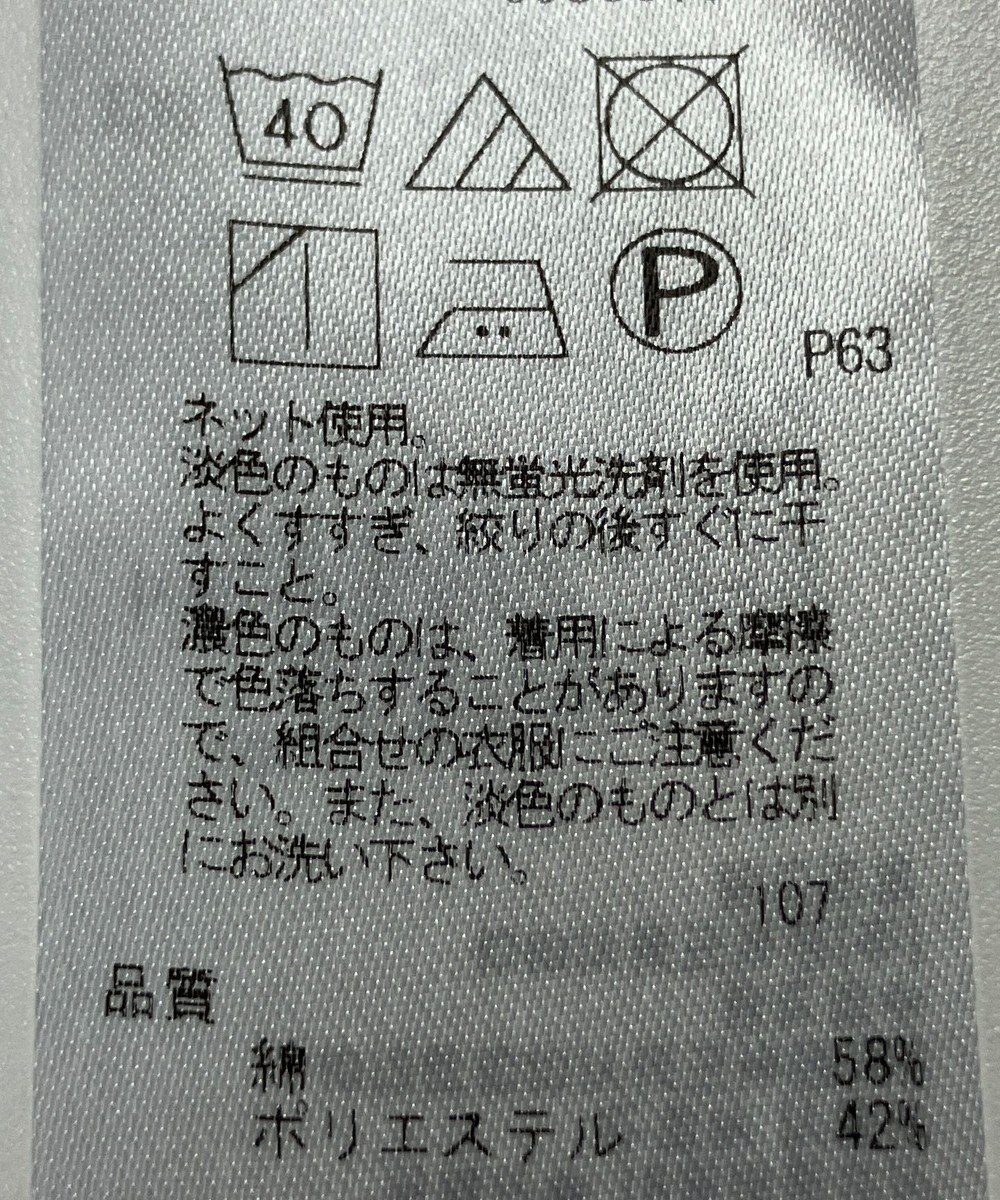 40
P
P63
ネット使用。
淡色のものは無蛍光洗剤を使用。
よくすすぎ、絞りの後すぐに干
すこと。
濃色のものは、着用による摩擦
で色落ちすることがありますの
で、組合せの衣服にご注意くだ
さい。また、淡色のものとは別
にお洗い下さい。
107
品質
綿 58%
ポリエステル 42%